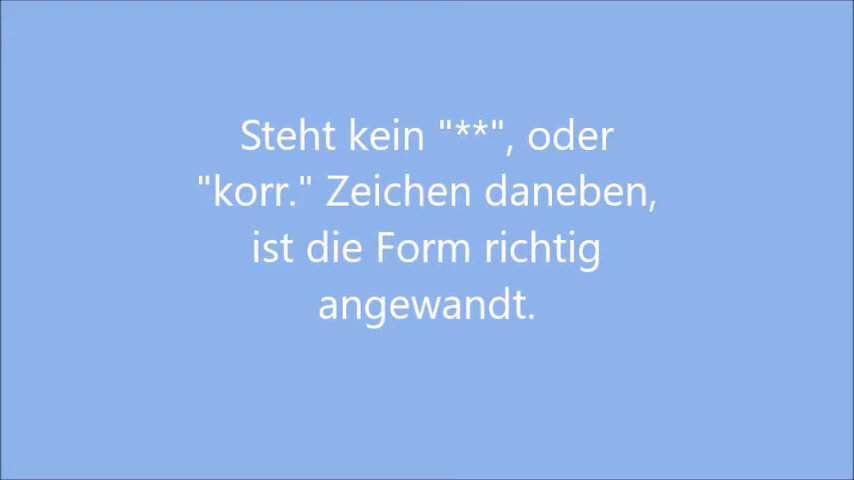 Steht kein "**", oder
"korr." Zeichen daneben,
ist die Form richtig
angewandt.